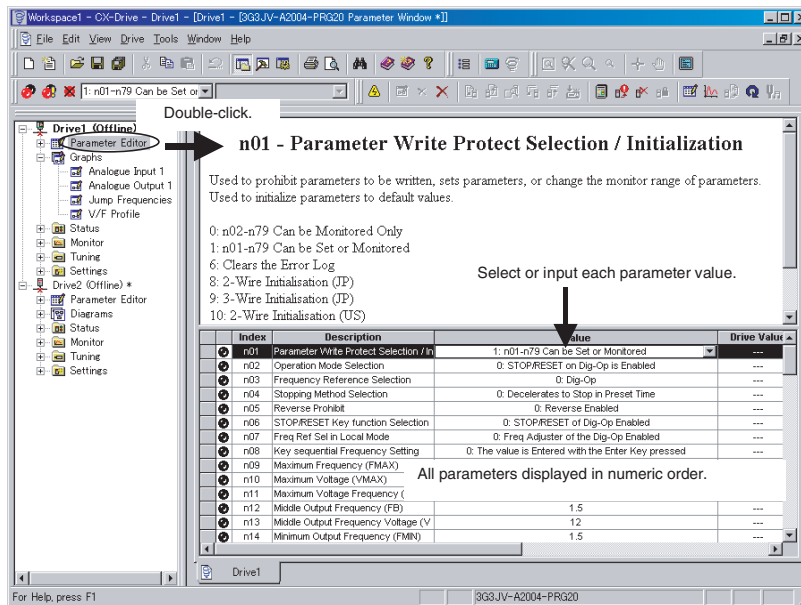 Workspace1 - CX-Drive - Drive1 - [Drive1 - [3G3JV-A2004-PRG20 Parameter Window *]]
File Edit View Drive Tools Window Help
1: n01-n79 Can be Set or
Double-click.
Drive1 (Offline)
Parameter Editor
Graphs
Analogue Input 1
Analogue Output 1
Jump Frequencies
V/F Profile
Status
Monitor
Tuning
Settings
Drive2 (Offline) *
Parameter Editor
Diagrams
Status
Monitor
Tuning
Settings
n01 - Parameter Write Protect Selection / Initialization
Used to prohibit parameters to be written, sets parameters, or change the monitor range of parameters.
Used to initialize parameters to default values.
0: n02-n79 Can be Monitored Only
1: n01-n79 Can be Set or Monitored
6: Clears the Error Log
8: 2-Wire Initialisation (JP)
9: 3-Wire Initialisation (JP)
10: 2-Wire Initialisation (US)
Select or input each parameter value.
Index Description Value Drive Value
n01 Parameter Write Protect Selection / In 1: n01-n79 Can be Set or Monitored ---
n02 Operation Mode Selection 0: STOP/RESET on Dig-Op is Enabled ---
n03 Frequency Reference Selection 0: Dig-Op ---
n04 Stopping Method Selection 0: Decelerates to Stop in Preset Time ---
n05 Reverse Prohibit 0: Reverse Enabled ---
n06 STOP/RESET Key function Selection 0: STOP/RESET of Dig-Op Enabled ---
n07 Freq Ref Sel in Local Mode 0: Freq Adjuster of the Dig-Op Enabled ---
n08 Key sequential Frequency Setting 0: The value is Entered with the Enter Key pressed ---
n09 Maximum Frequency (FMAX)
n10 Maximum Voltage (VMAX)
n11 Maximum Voltage Frequency (
All parameters displayed in numeric order.
n12 Middle Output Frequency (FB) 1.5 ---
n13 Middle Output Frequency Voltage (V 12 ---
n14 Minimum Output Frequency (FMIN) 1.5 ---
Drive1
For Help, press F1
3G3JV-A2004-PRG20